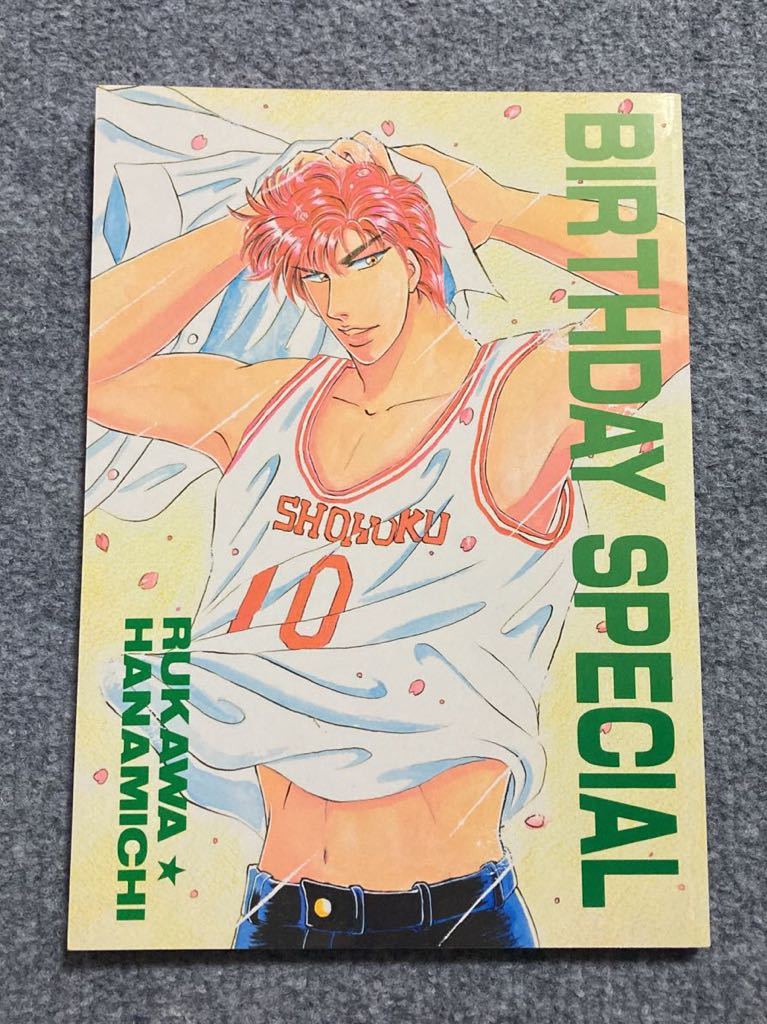 BIRTHDAY SPECIAL
SHOHOKU
10
RUKAWA ★
HANAMICHI